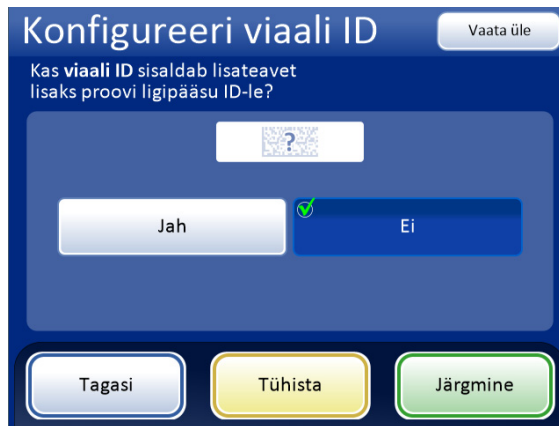 Konfigureeri viaali ID
Vaata üle
Kas viaali ID sisaldab lisateavet
lisaks proovi ligipääsu ID-le?
?
Jah
Ei
Tagasi
Tühista
Järgmine